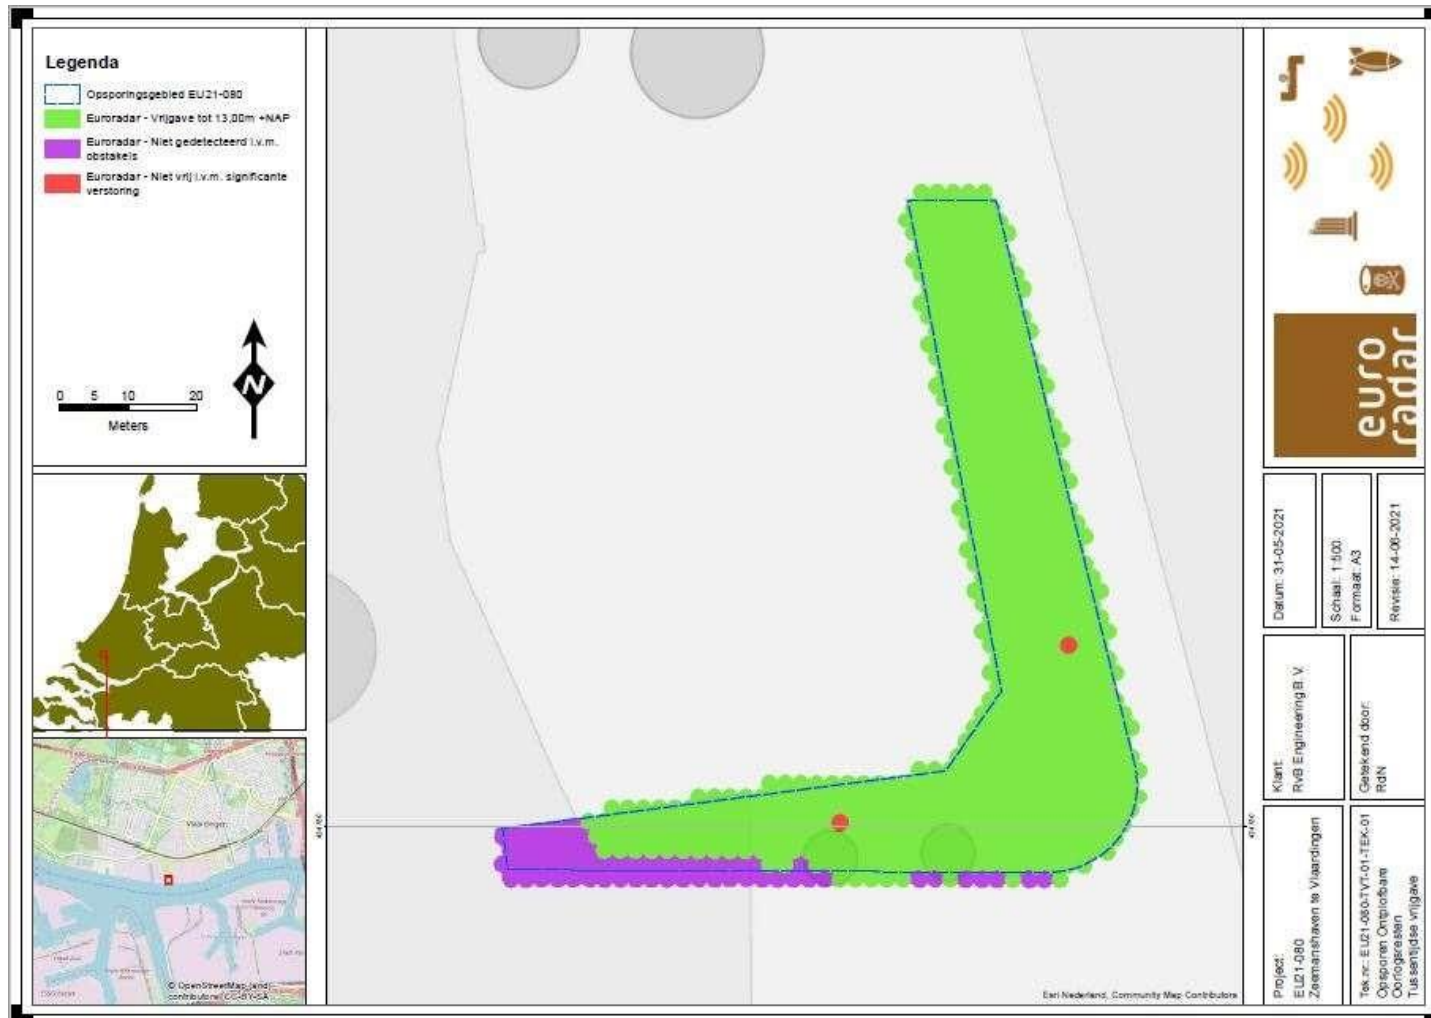 Legenda
Opsporingsgebied EU21-080
Euroradar - Vrijgave tot 13,00m +NAP
Euroradar - Niet gedetecteerd i.v.m.
obstakels
Euroradar - Niet vrij i.v.m. significante
verstoring
N
0 5 10 20
Meters
Vlaardingen
© OpenStreetMap (and)
contributors, CC-BY-SA
Esri Nederland, Community Map Contributors
euro
radar
Datum: 31-05-2021
Schaal: 1:500
Formaat: A3
Revisie: 14-06-2021
Klant:
RvB Engineering B.V.
Getekend door:
RdN
Project:
EU21-080
Zeemanshaven te Vlaardingen
Tek.nr.: EU21-080-TVT-01-TEK-01
Opsporen Ontplofbare
Oorlogsresten
Tussentijdse vrijgave